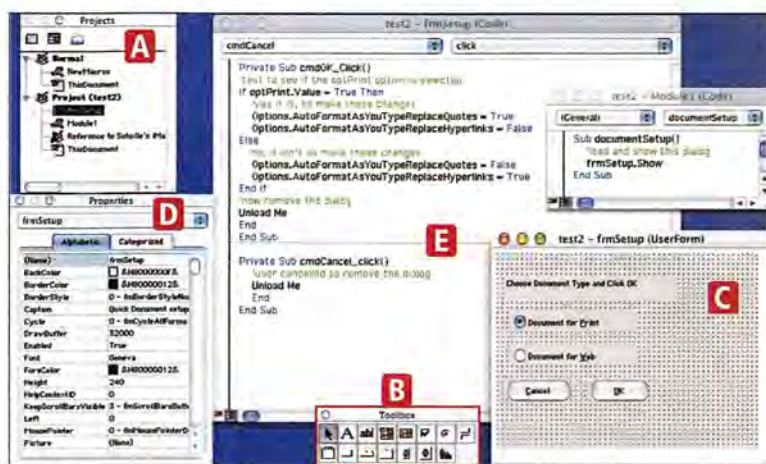 Projects
A
Normal
NewMacros
ThisDocument
Project (test2)
Module1
Reference to
ThisDocument
Properties
D
frmSetup
Alphabetic Categorized
(Name) frmSetup
BackColor &H8000000F&
BorderColor &H80000012&
BorderStyle 0 - fmBorderStyleNo
Caption Quick Document setup
Cycle 0 - fmCycleAllForms
DrawBuffer 32000
Enabled True
Font Geneva
ForeColor &H80000012&
Height 240
HelpContextID 0
KeepScrollBarsVisible 3 - fmScrollBarsBoth
Left 0
MousePointer 0 - fmMousePointerD
Picture (None)
test2 - frmSetup (Code)
cmdCancel click
Private Sub cmdOK_Click()
'test to see if the optPrint option is selected
If optPrint.Value = True Then
'yes it is, so make these changes
Options.AutoFormatAsYouTypeReplaceQuotes = True
Options.AutoFormatAsYouTypeReplaceHyperlinks = False
Else
'no, it isn't so make these changes
Options.AutoFormatAsYouTypeReplaceQuotes = False
Options.AutoFormatAsYouTypeReplaceHyperlinks = True
End If
'now remove the dialog
Unload Me
End
End Sub
E
Private Sub cmdCancel_click()
'user cancelled so remove the dialog
Unload Me
End
End Sub
test2 - Module1 (Code)
(General) documentSetup
Sub documentSetup()
'load and show this dialog
frmSetup.Show
End Sub
test2 - frmSetup (UserForm)
C
Choose Document Type and Click OK
Document for Print
Document for Web
Cancel OK
B
Toolbox
A abl